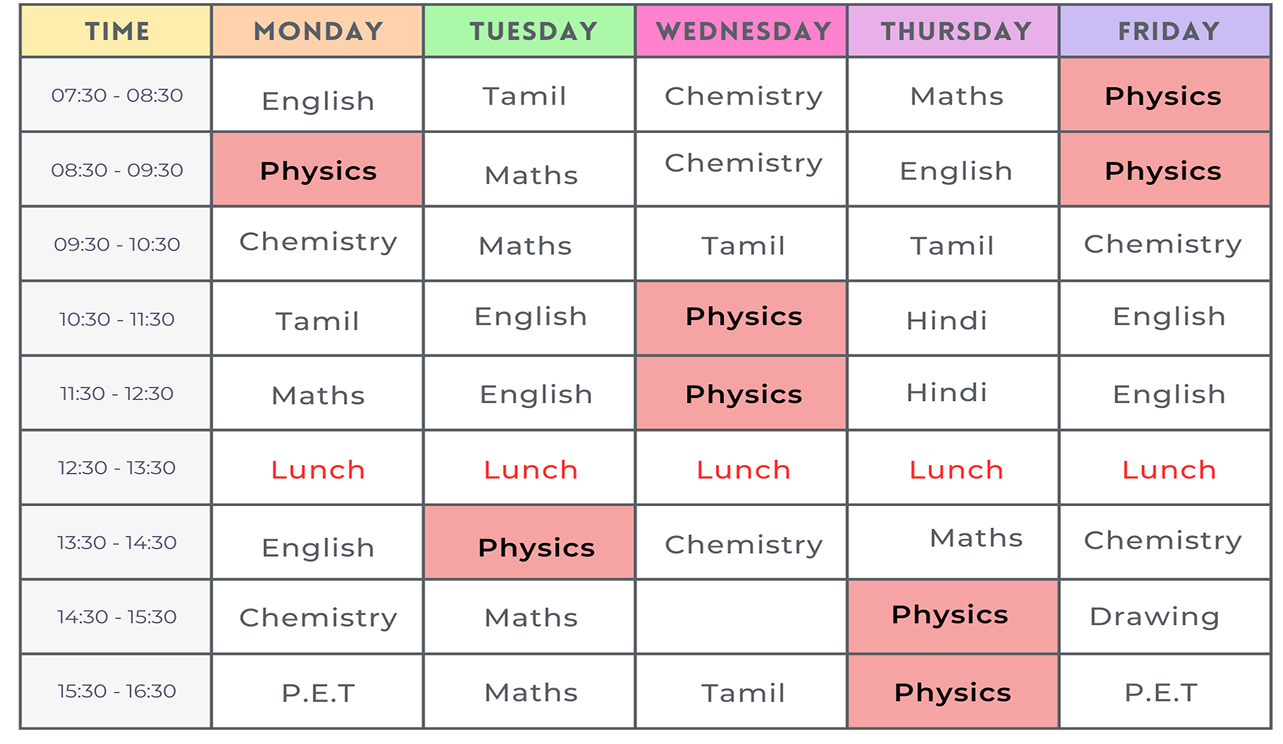 TIME MONDAY TUESDAY WEDNESDAY THURSDAY FRIDAY
07:30 - 08:30 English Tamil Chemistry Maths Physics
08:30 - 09:30 Physics Maths Chemistry English Physics
09:30 - 10:30 Chemistry Maths Tamil Tamil Chemistry
10:30 - 11:30 Tamil English Physics Hindi English
11:30 - 12:30 Maths English Physics Hindi English
12:30 - 13:30 Lunch Lunch Lunch Lunch Lunch
13:30 - 14:30 English Physics Chemistry Maths Chemistry
14:30 - 15:30 Chemistry Maths Physics Drawing
15:30 - 16:30 P.E.T Maths Tamil Physics P.E.T